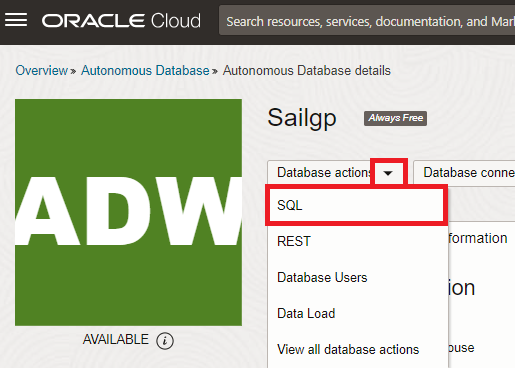 ORACLE Cloud
Search resources, services, documentation, and Mar
Overview » Autonomous Database » Autonomous Database details
ADW
AVAILABLE i
Sailgp Always Free
Database actions Database conne
SQL
REST
formation
Database Users
ion
Data Load
View all database actions
ouse